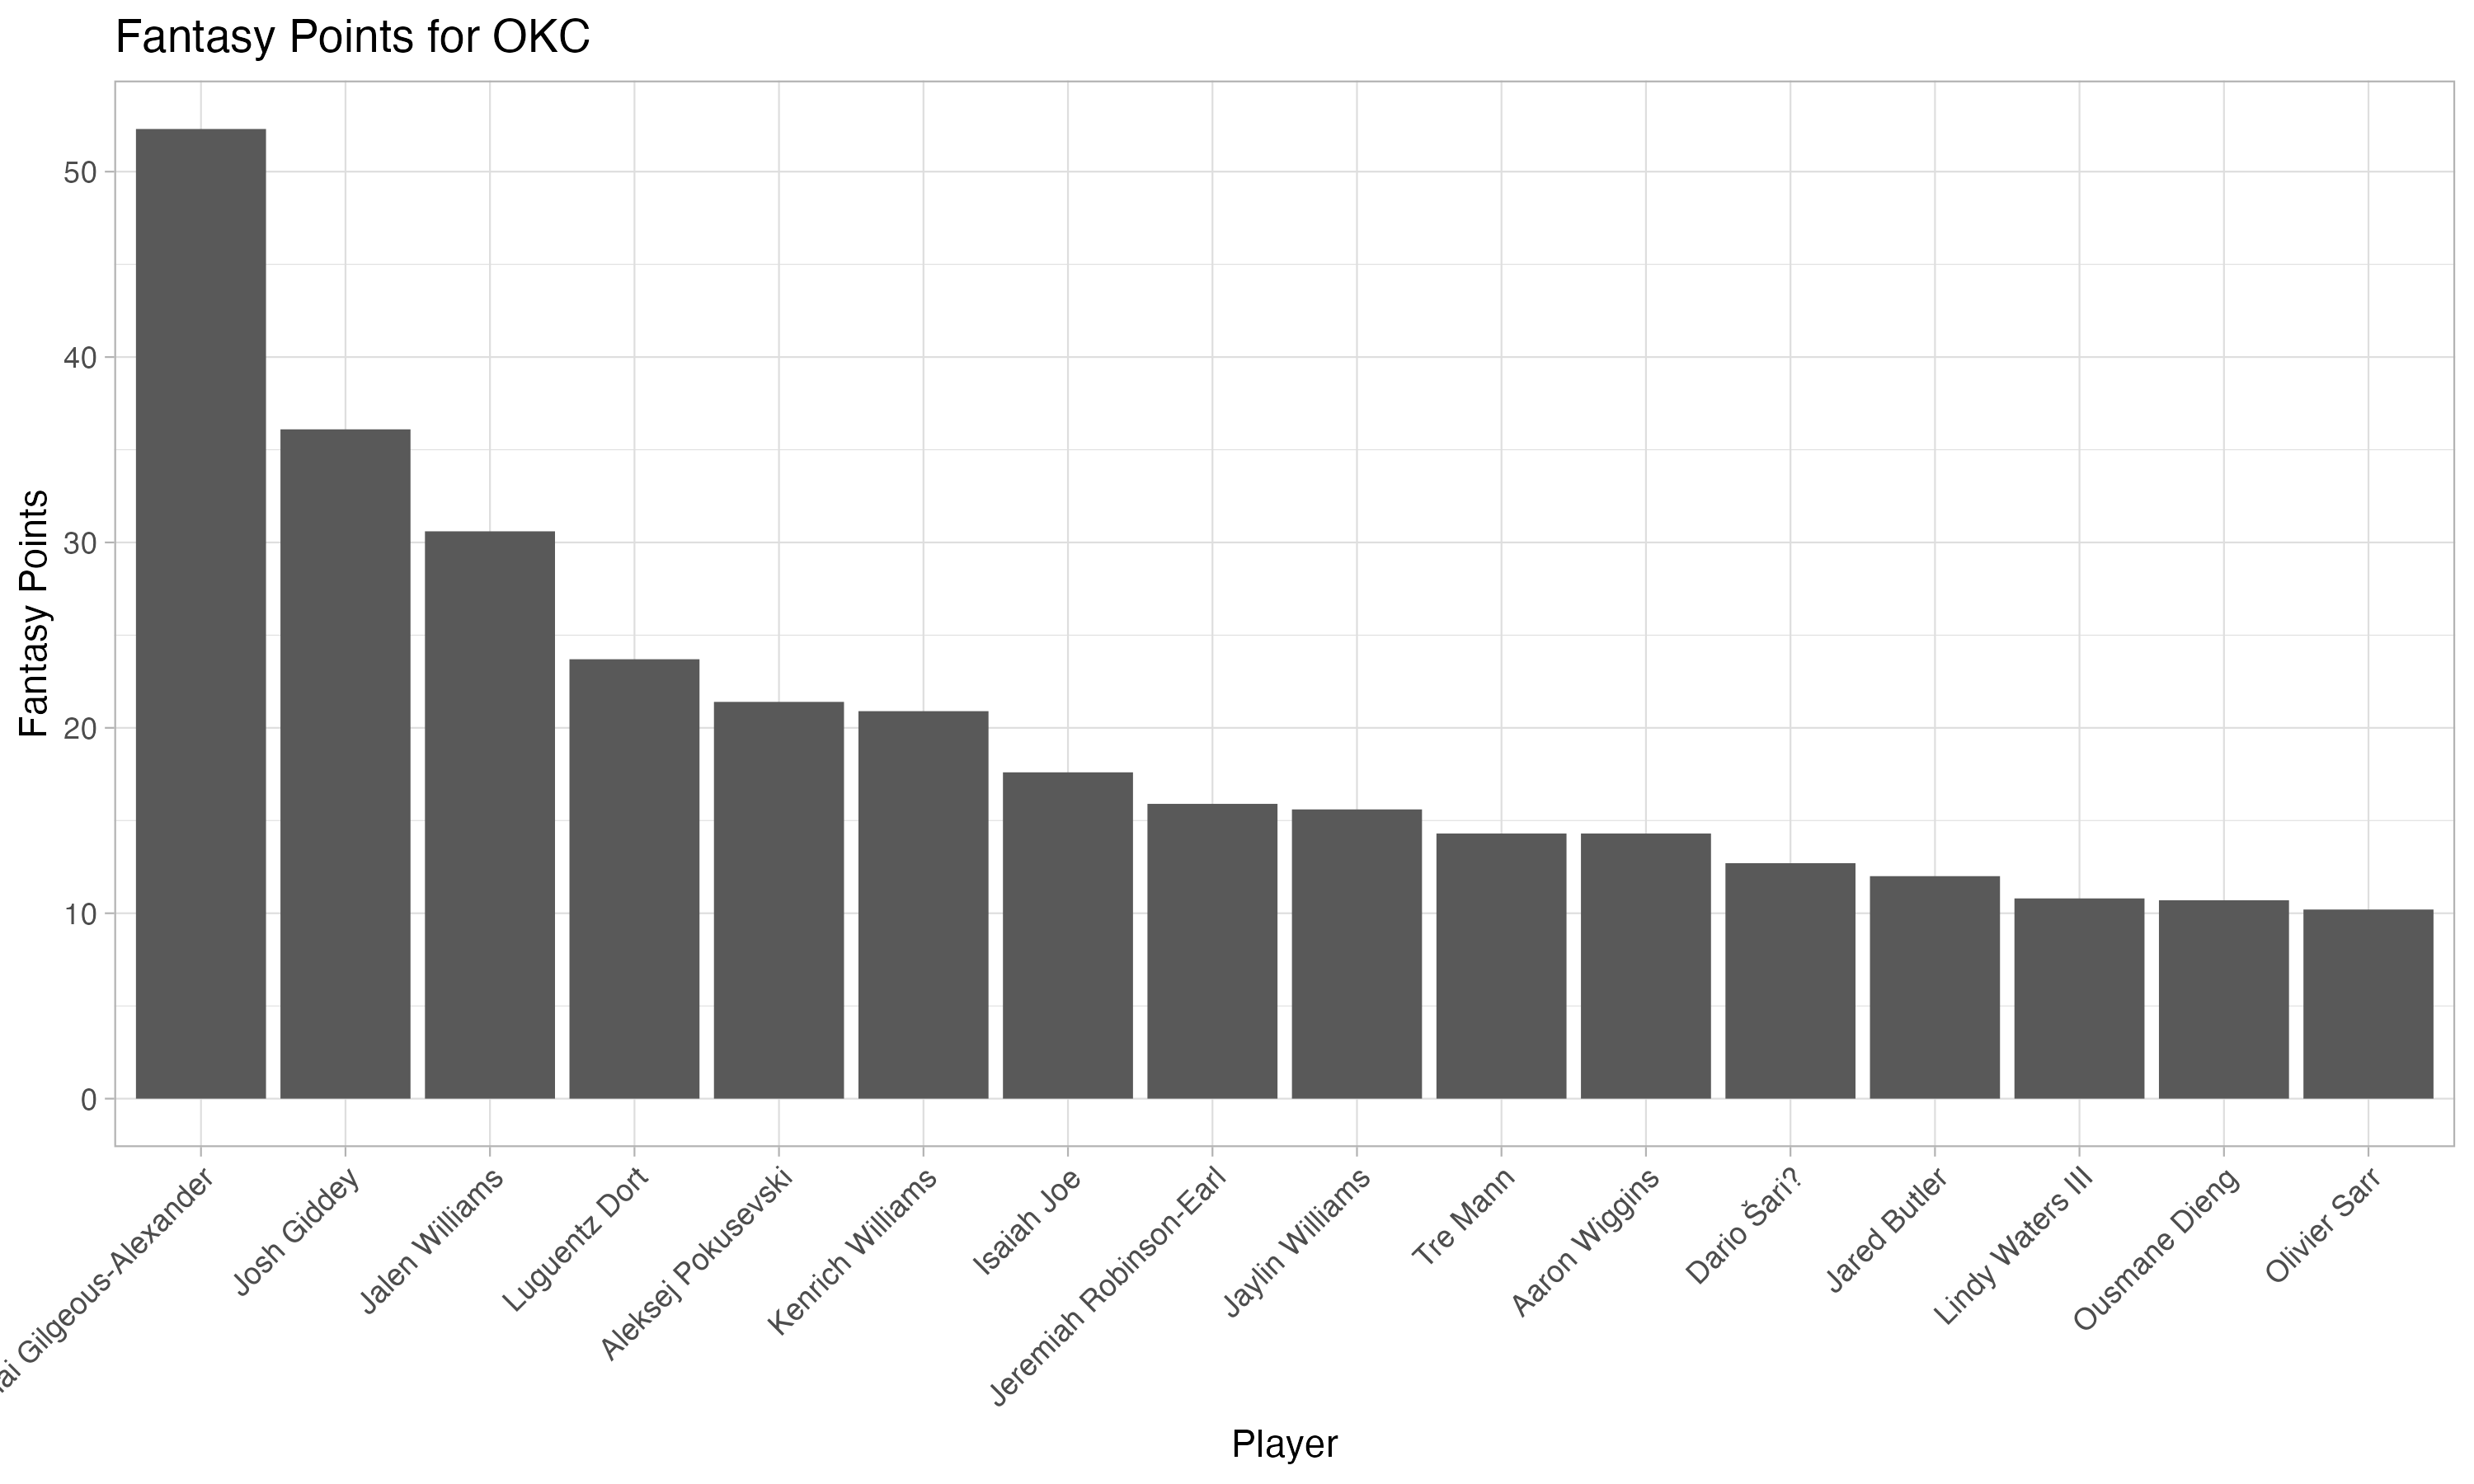 Fantasy Points for OKC
Fantasy Points
50
40
30
20
10
0
Gilgeous-Alexander
Josh Giddey
Jalen Williams
Luguentz Dort
Aleksej Pokusevski
Kenrich Williams
Isaiah Joe
Jeremiah Robinson-Earl
Jaylin Williams
Tre Mann
Aaron Wiggins
Dario Šari?
Jared Butler
Lindy Waters III
Ousmane Dieng
Olivier Sarr
Player